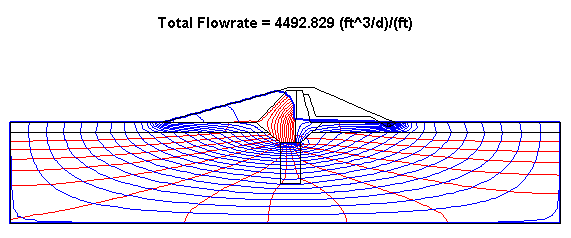 Total Flowrate = 4492.829 (ft^3/d)/(ft)